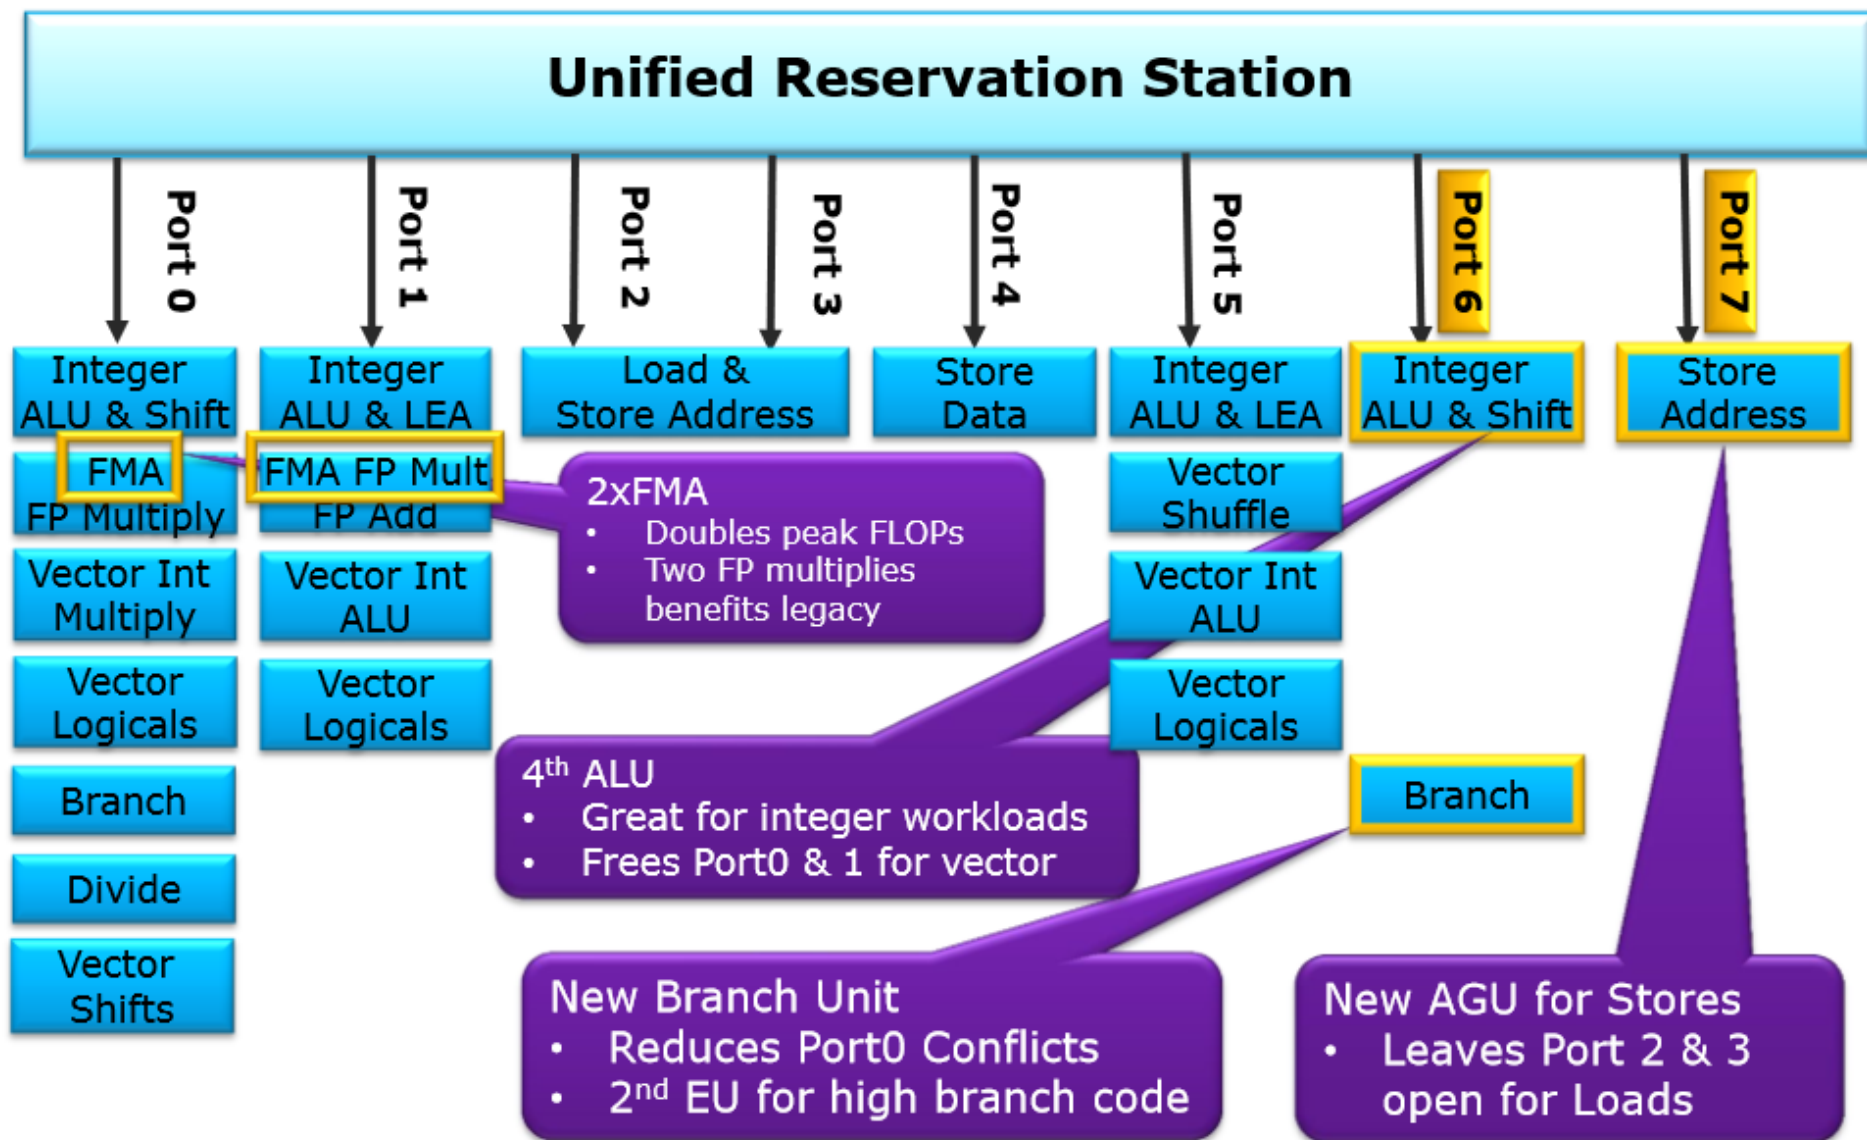 Unified Reservation Station
Port 0
Port 1
Port 2
Port 3
Port 4
Port 5
Port 6
Port 7
Integer
ALU & Shift
FMA
FP Multiply
Vector Int
Multiply
Vector
Logicals
Branch
Divide
Vector
Shifts
Integer
ALU & LEA
FMA FP Mult
FP Add
Vector Int
ALU
Vector
Logicals
Load &
Store Address
Store
Data
Integer
ALU & LEA
Vector
Shuffle
Vector Int
ALU
Vector
Logicals
Integer
ALU & Shift
Branch
Store
Address
2xFMA
• Doubles peak FLOPs
• Two FP multiplies
benefits legacy
4th ALU
• Great for integer workloads
• Frees Port0 & 1 for vector
New Branch Unit
• Reduces Port0 Conflicts
• 2nd EU for high branch code
New AGU for Stores
• Leaves Port 2 & 3
open for Loads